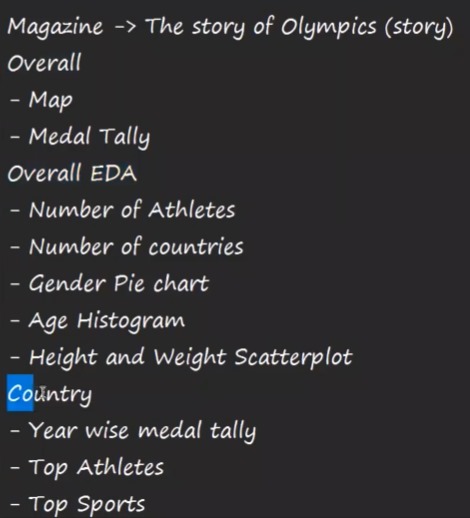 Magazine -> The story of Olympics (story)
Overall
- Map
- Medal Tally
Overall EDA
- Number of Athletes
- Number of countries
- Gender Pie chart
- Age Histogram
- Height and Weight Scatterplot
Country
- Year wise medal tally
- Top Athletes
- Top Sports